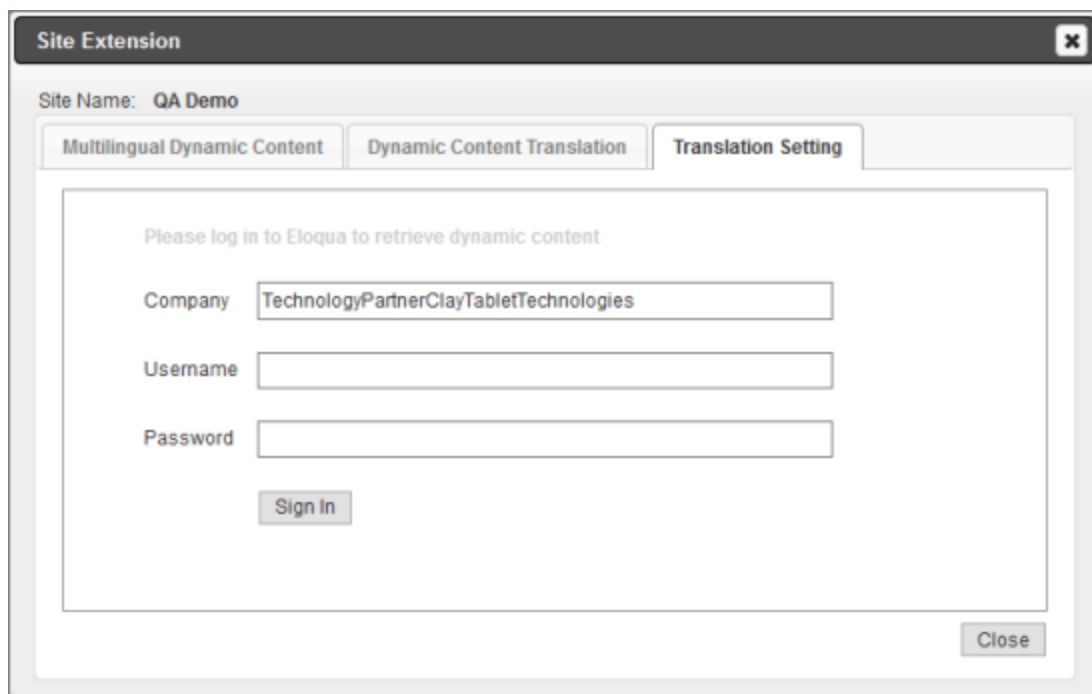 Site Extension
Site Name: QA Demo
Multilingual Dynamic Content Dynamic Content Translation Translation Setting
Please log in to Eloqua to retrieve dynamic content
Company TechnologyPartnerClayTabletTechnologies
Username
Password
Sign In
Close